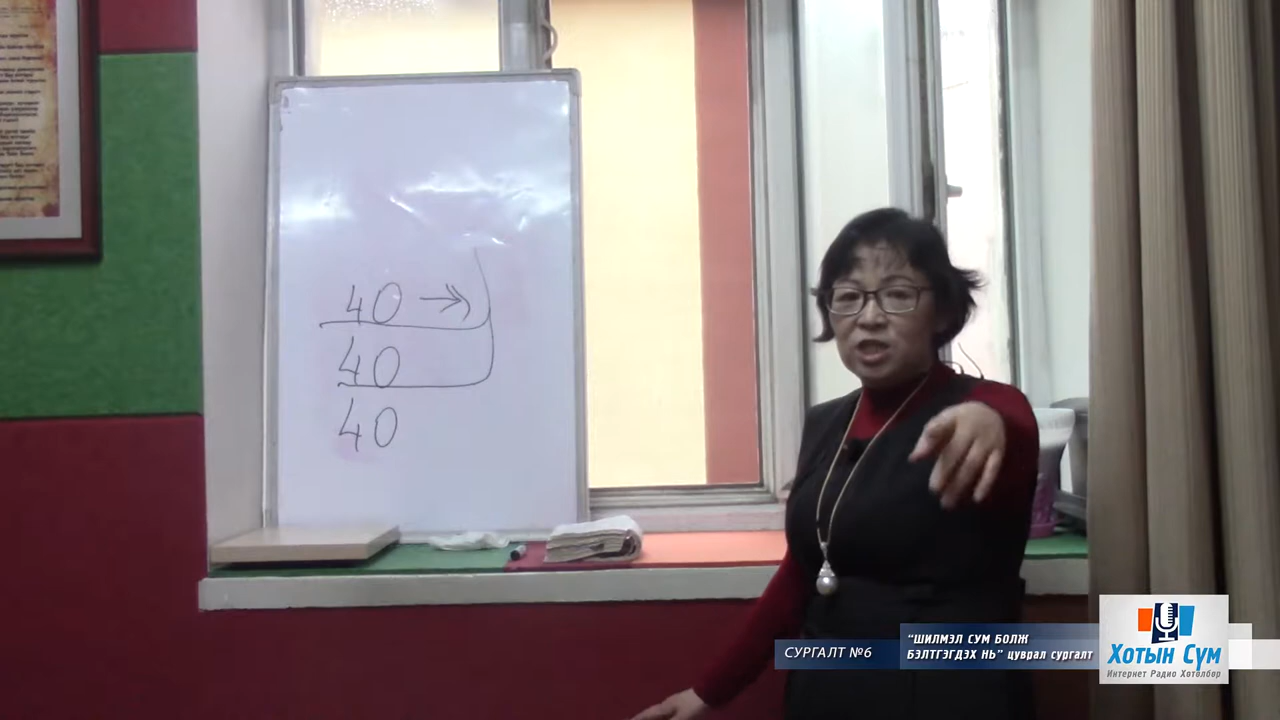 40 →
40
40
СУРГАЛТ №6
“ШИЛМЭЛ СУМ БОЛЖ
БЭЛТГЭГДЭХ НЬ” цуврал сургалт
Хотын Сум
Интернет Радио Хөтөлбөр